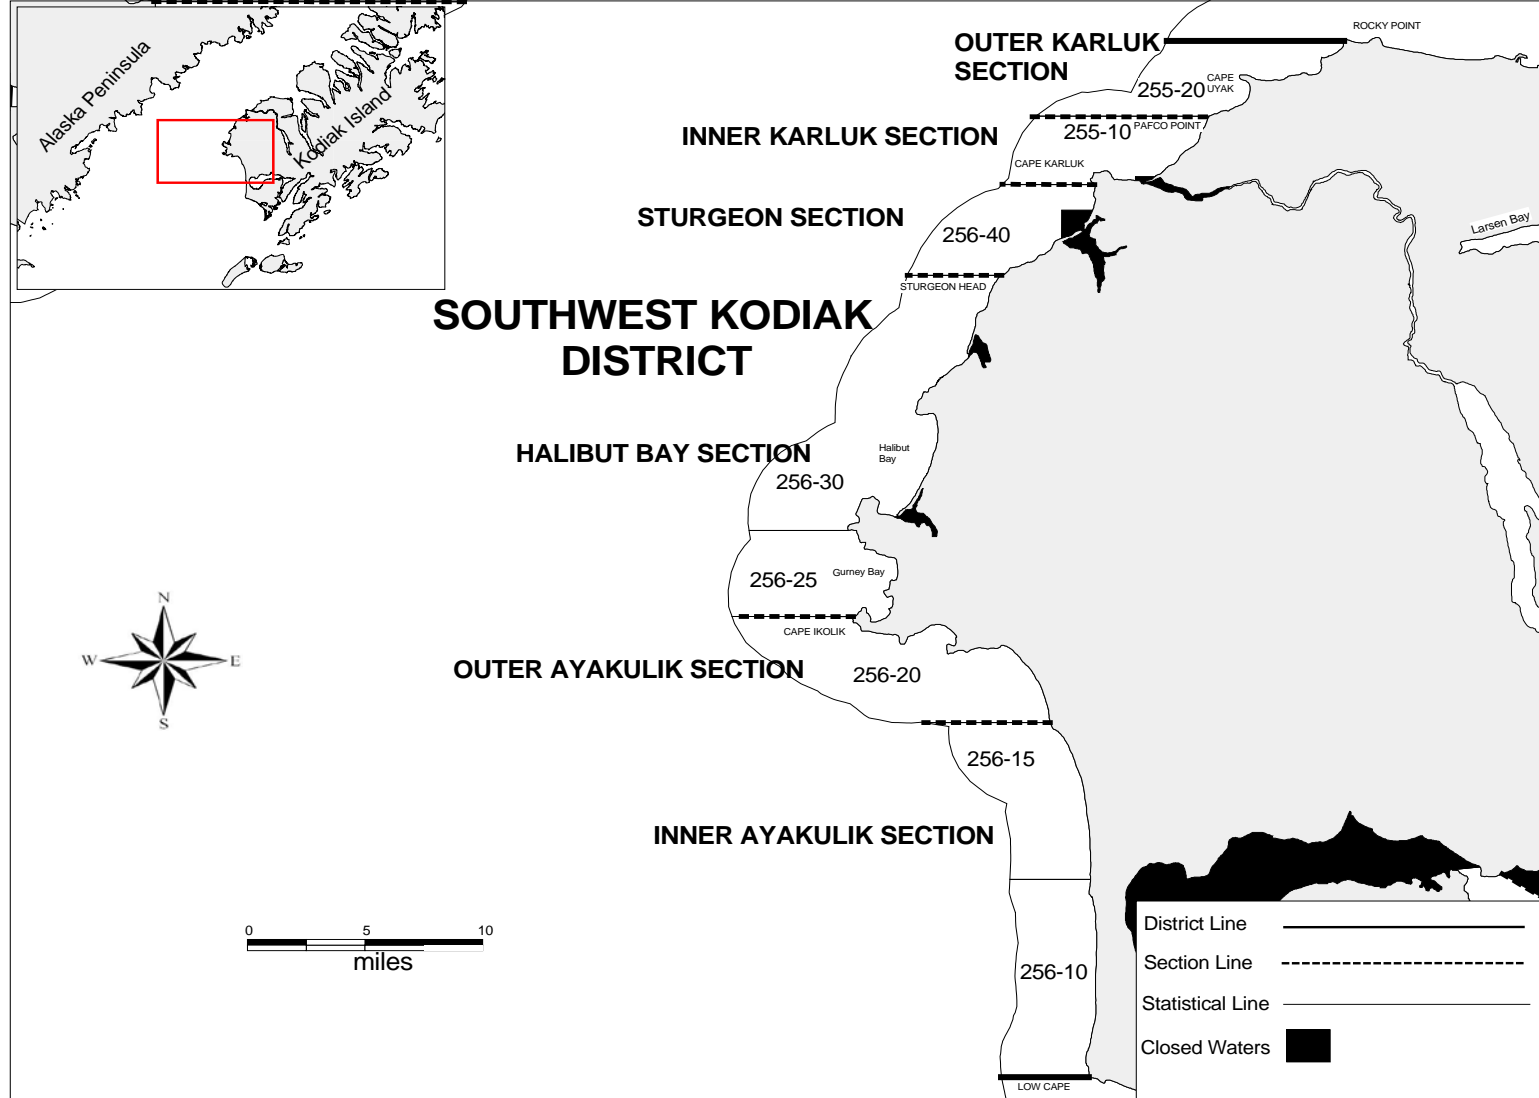 ROCKY POINT
OUTER KARLUK
SECTION
Alaska Peninsula
Kodiak Island
255-20
CAPE
UYAK
INNER KARLUK SECTION
255-10
PAFCO POINT
CAPE KARLUK
STURGEON SECTION
256-40
Larsen Bay
STURGEON HEAD
SOUTHWEST KODIAK
DISTRICT
HALIBUT BAY SECTION
Halibut
Bay
256-30
256-25
Gurney Bay
N
W
E
S
CAPE IKOLIK
OUTER AYAKULIK SECTION
256-20
256-15
INNER AYAKULIK SECTION
0 5 10
miles
256-10
LOW CAPE
District Line
Section Line
Statistical Line
Closed Waters